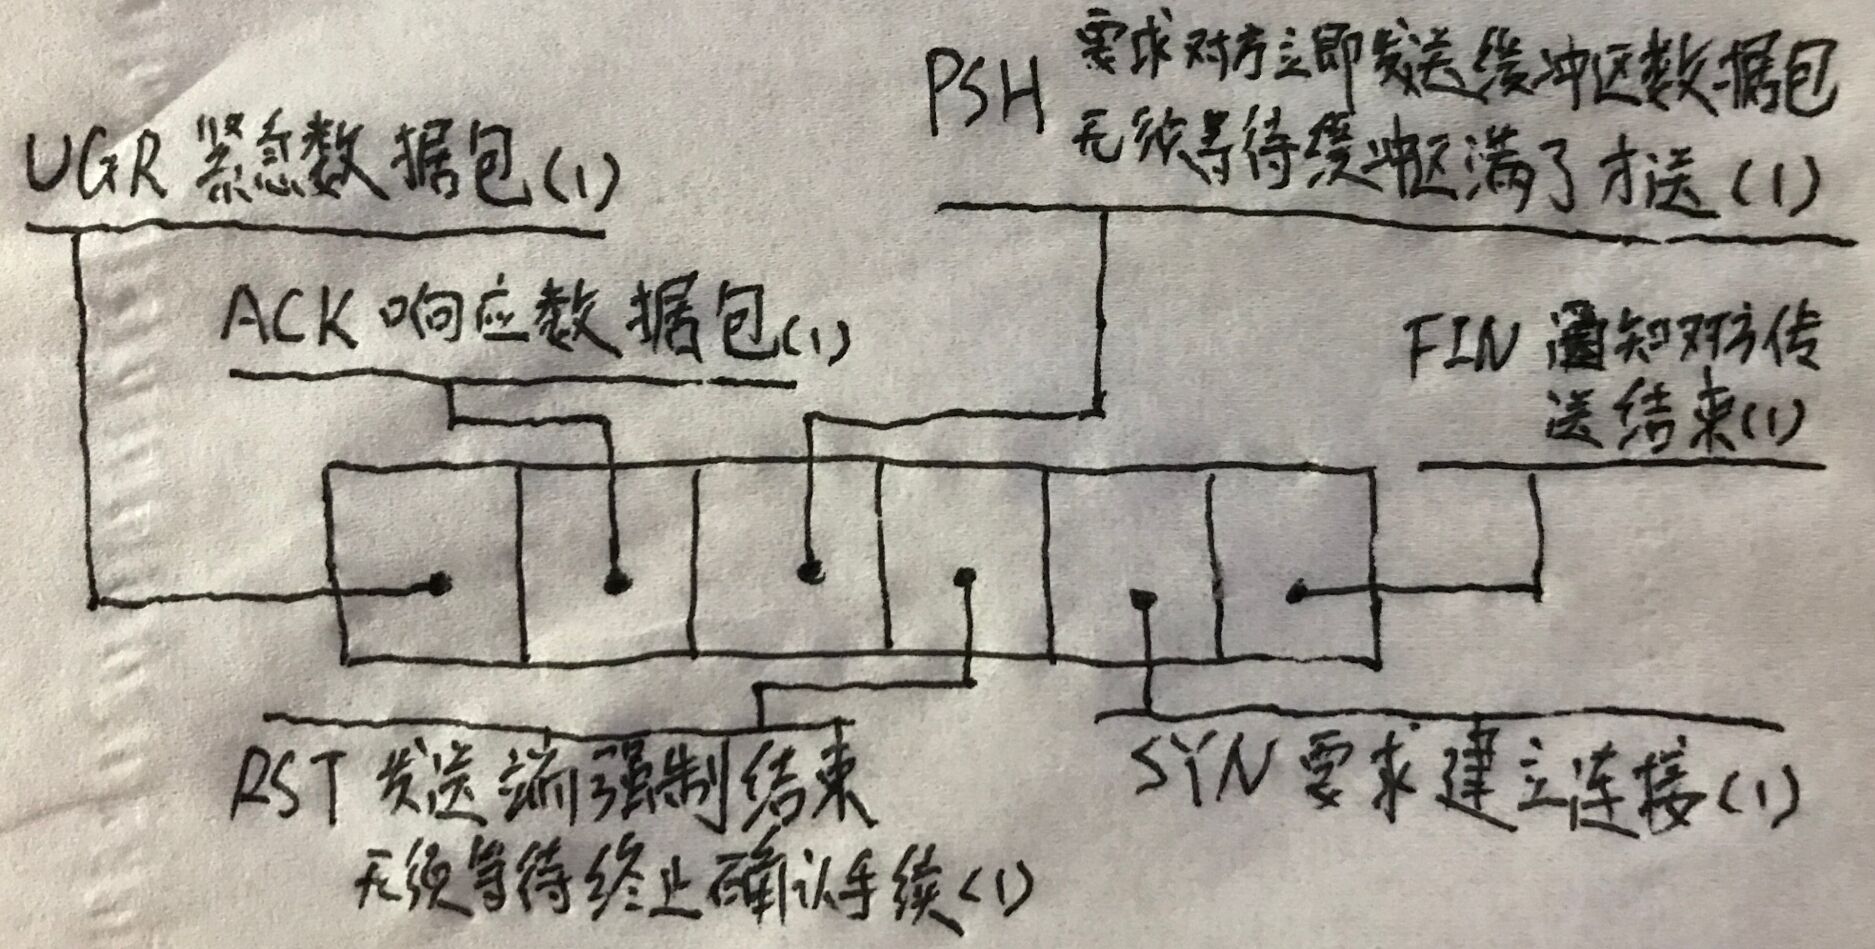 UGR 紧急数据包(1)
PSH 要求对方立即发送缓冲区数据包
无须等待缓冲区满了才送(1)
ACK 响应数据包(1)
FIN 通知对方传
送结束(1)
RST 发送端强制结束
无须等待终止确认手续(1)
SYN 要求建立连接(1)